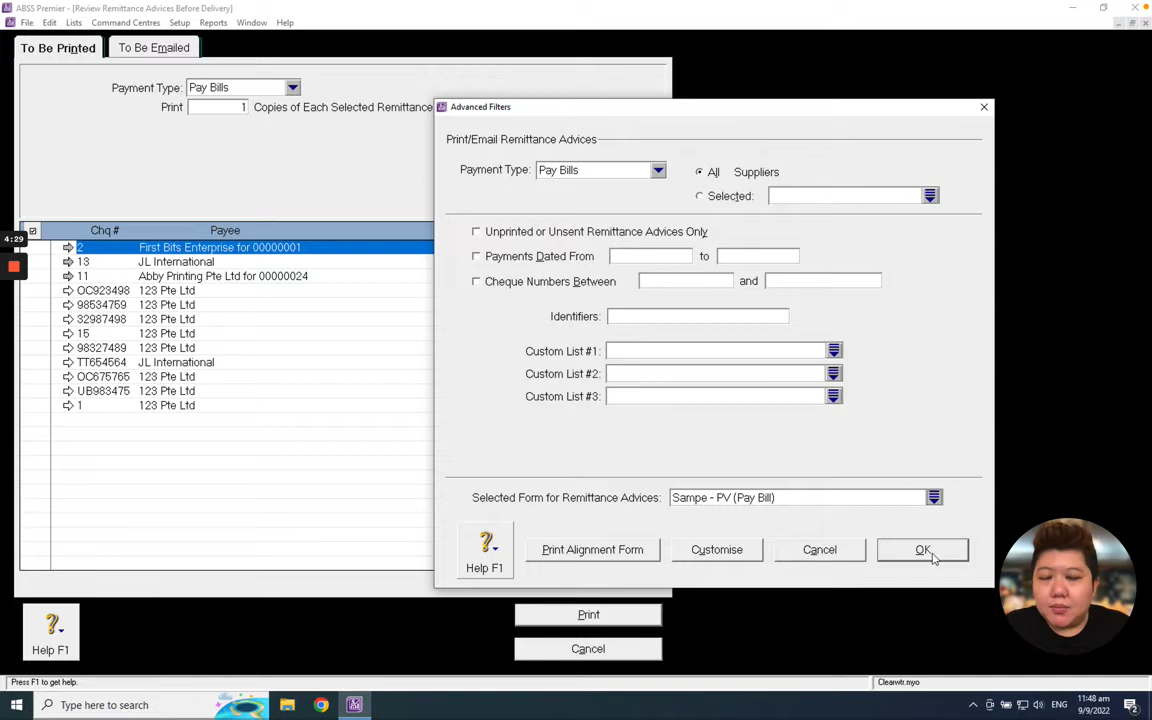 ABSS Premier - [Review Remittance Advices Before Delivery]
File Edit Lists Command Centres Setup Reports Window Help
To Be Printed To Be Emailed
Payment Type: Pay Bills
Print 1 Copies of Each Selected Remittance
Chq # Payee
2 First Bits Enterprise for 00000001
13 JL International
11 Abby Printing Pte Ltd for 00000024
OC923498 123 Pte Ltd
98534759 123 Pte Ltd
32987498 123 Pte Ltd
15 123 Pte Ltd
98327489 123 Pte Ltd
TT654564 JL International
OC675765 123 Pte Ltd
UB983475 123 Pte Ltd
1 123 Pte Ltd
4:29
Advanced Filters
Print/Email Remittance Advices
Payment Type: Pay Bills
All Suppliers
Selected:
Unprinted or Unsent Remittance Advices Only
Payments Dated From to
Cheque Numbers Between and
Identifiers:
Custom List #1:
Custom List #2:
Custom List #3:
Selected Form for Remittance Advices: Sampe - PV (Pay Bill)
Help F1 Print Alignment Form Customise Cancel OK
Help F1
Print
Cancel
Press F1 to get help. Clearwtr.myo
Type here to search
ENG
11:48 am
9/9/2022
2